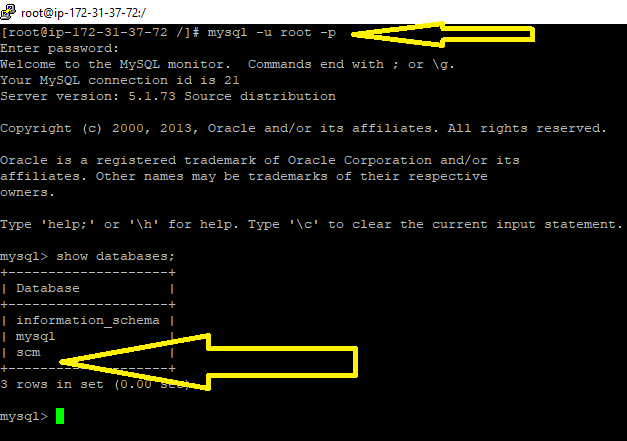 root@ip-172-31-37-72:/
[root@ip-172-31-37-72 /]# mysql -u root -p
Enter password:
Welcome to the MySQL monitor.  Commands end with ; or \g.
Your MySQL connection id is 21
Server version: 5.1.73 Source distribution
Copyright (c) 2000, 2013, Oracle and/or its affiliates. All rights reserved.
Oracle is a registered trademark of Oracle Corporation and/or its
affiliates. Other names may be trademarks of their respective
owners.
Type 'help;' or '\h' for help. Type '\c' to clear the current input statement.
mysql> show databases;
+--------------------+
| Database           |
+--------------------+
| information_schema |
| mysql              |
| scm                |
+--------------------+
3 rows in set (0.00 sec)
mysql>